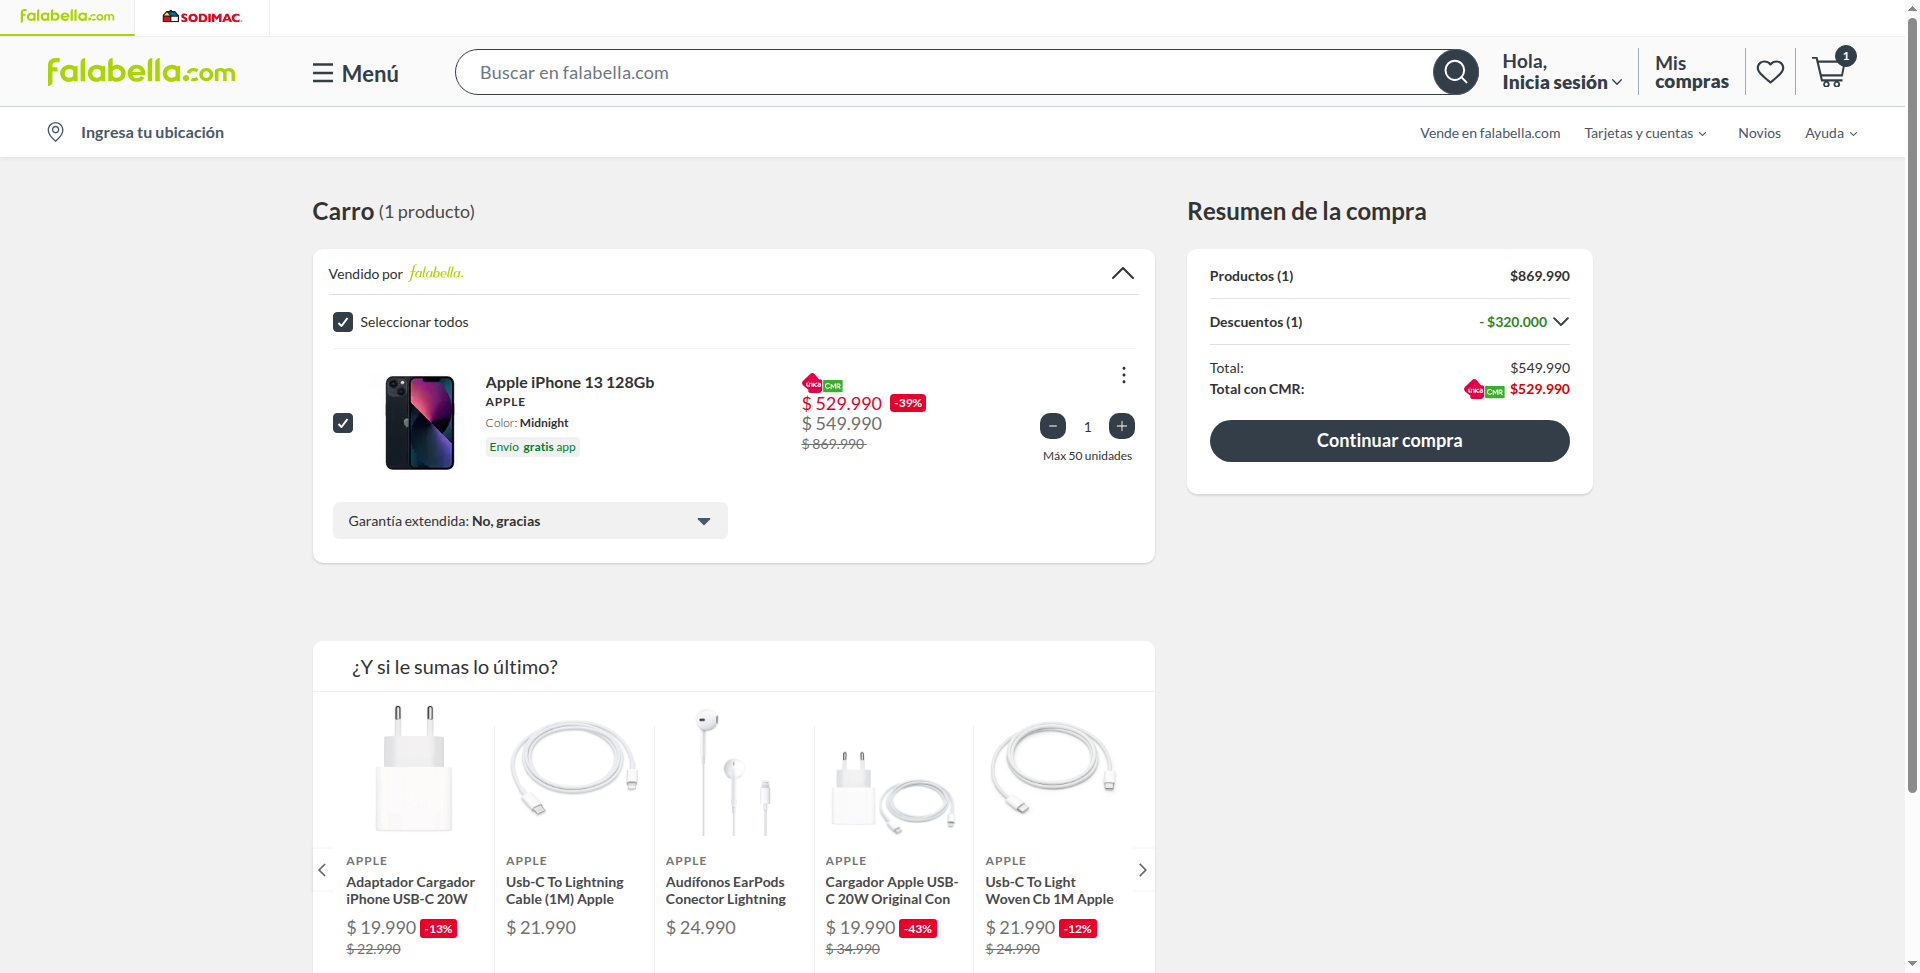 falabella.com
SODIMAC
falabella.com
Menú
Buscar en falabella.com
Hola,
Inicia sesión
Mis
compras
1
Ingresa tu ubicación
Vende en falabella.com
Tarjetas y cuentas
Novios
Ayuda
Carro (1 producto)
Vendido por falabella.
Seleccionar todos
Apple iPhone 13 128Gb
APPLE
Color: Midnight
Envío gratis app
unica CMR
$ 529.990 -39%
$ 549.990
$ 869.990
1
Máx 50 unidades
Garantía extendida: No, gracias
Resumen de la compra
Productos (1) $869.990
Descuentos (1) - $320.000
Total: $549.990
Total con CMR: unica CMR $529.990
Continuar compra
¿Y si le sumas lo último?
APPLE
Adaptador Cargador
iPhone USB-C 20W
$ 19.990 -13%
$ 22.990
APPLE
Usb-C To Lightning
Cable (1M) Apple
$ 21.990
APPLE
Audífonos EarPods
Conector Lightning
$ 24.990
APPLE
Cargador Apple USB-
C 20W Original Con
$ 19.990 -43%
$ 34.990
APPLE
Usb-C To Light
Woven Cb 1M Apple
$ 21.990 -12%
$ 24.990